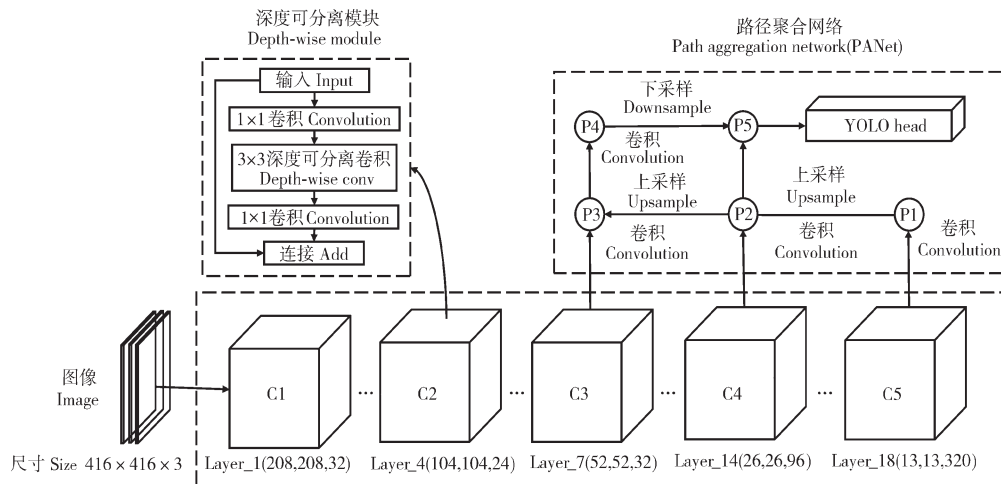 深度可分离模块
Depth-wise module
输入 Input
1×1卷积 Convolution
3×3深度可分离卷积
Depth-wise conv
1×1卷积 Convolution
连接 Add
路径聚合网络
Path aggregation network(PANet)
下采样
Downsample
P4
P5
YOLO head
卷积
Convolution
上采样
Upsample
上采样
Upsample
P3
P2
P1
卷积
Convolution
卷积
Convolution
卷积
Convolution
图像
Image
C1
...
C2
...
C3
...
C4
...
C5
尺寸 Size 416×416×3
Layer_1(208,208,32)
Layer_4(104,104,24)
Layer_7(52,52,32)
Layer_14(26,26,96)
Layer_18(13,13,320)